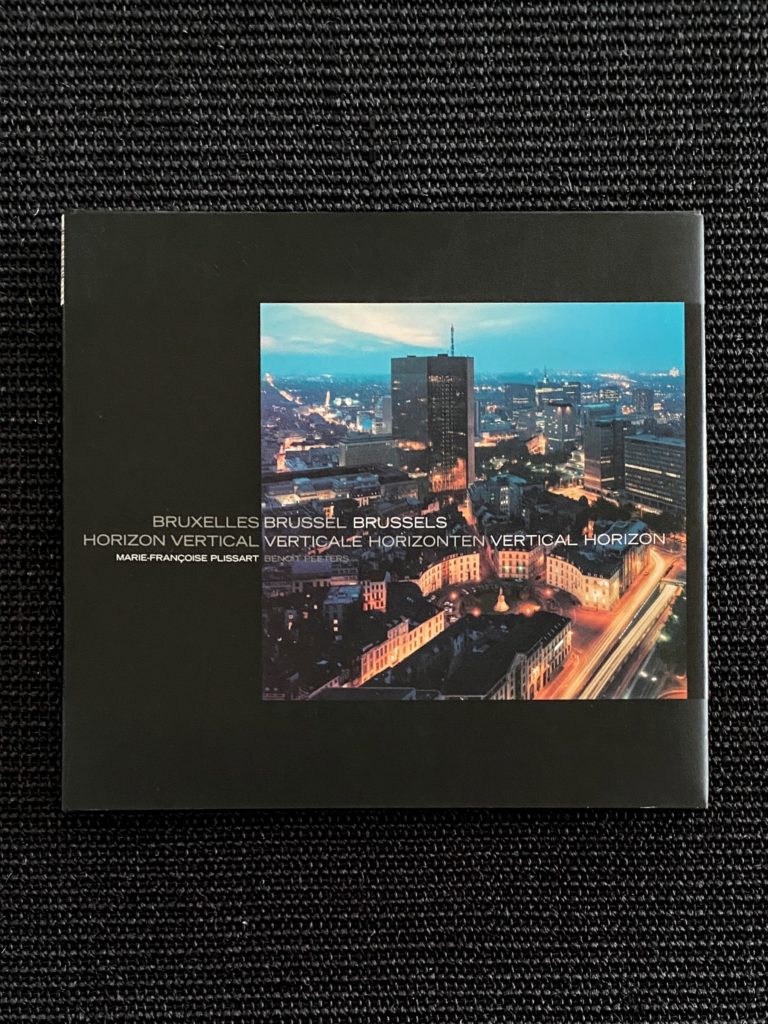 BRUXELLES BRUSSEL BRUSSELS
HORIZON VERTICAL VERTICALE HORIZONTEN VERTICAL HORIZON
MARIE-FRANÇOISE PLISSART BENOÎT PEETERS